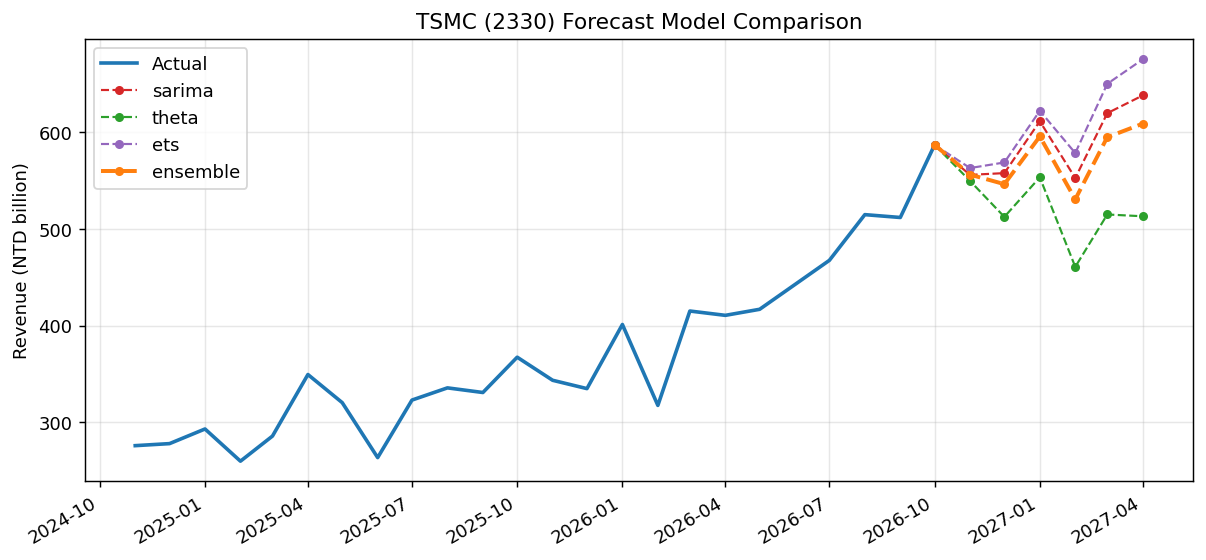 TSMC (2330) Forecast Model Comparison
Actual
sarima
theta
ets
ensemble
Revenue (NTD billion)
600
500
400
300
2024-10
2025-01
2025-04
2025-07
2025-10
2026-01
2026-04
2026-07
2026-10
2027-01
2027-04